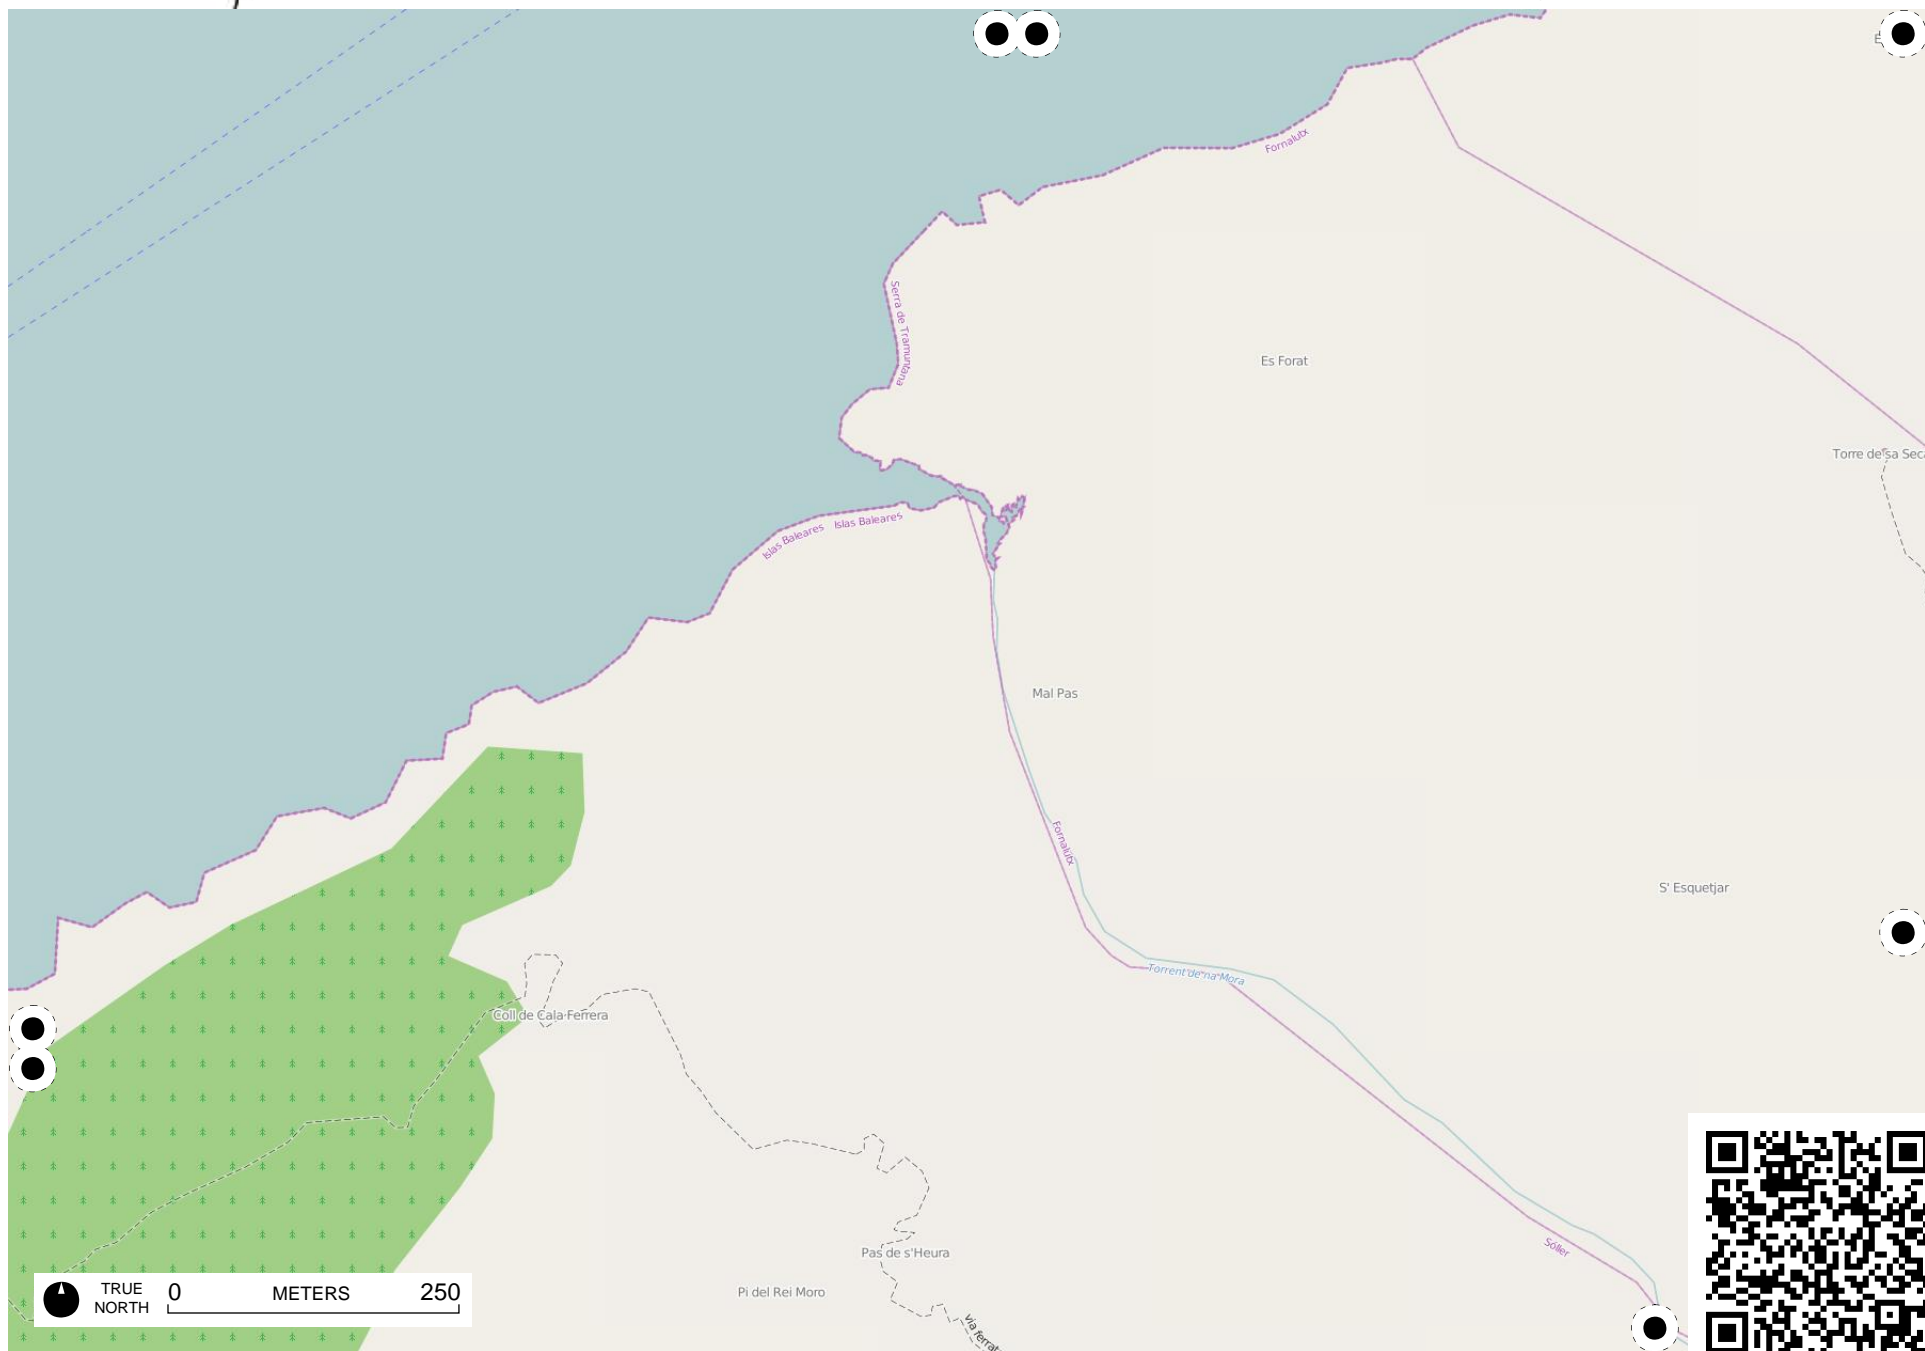 Fornalutx
Serra de Tramuntana
Es Forat
Torre de sa Seca
Islas Baleares
Islas Baleares
Mal Pas
Fornalutx
S' Esquetjar
Torrent de na Mora
Coll de Cala Ferrera
Sóller
Pas de s'Heura
Pi del Rei Moro
via ferrat
TRUE
NORTH
0 METERS 250